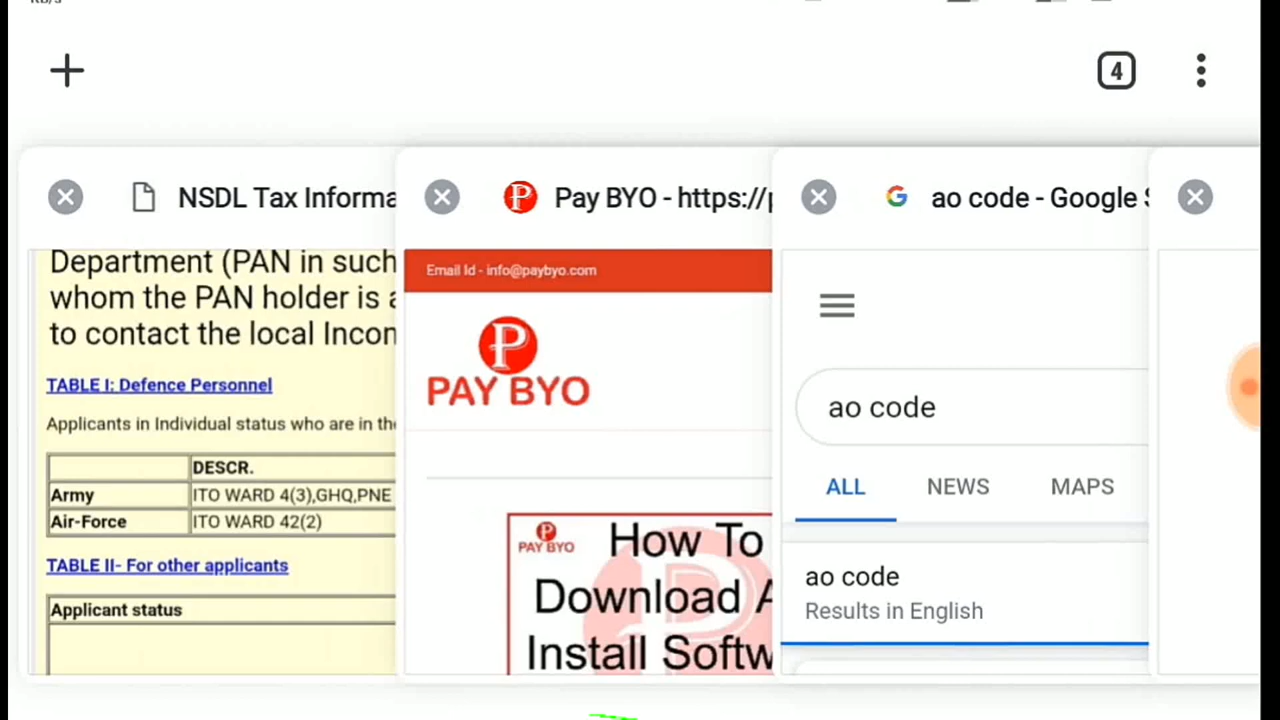 4
NSDL Tax Informa
Department (PAN in such
whom the PAN holder is a
to contact the local Incon
TABLE I: Defence Personnel
Applicants in Individual status who are in the
DESCR.
Army ITO WARD 4(3),GHQ,PNE
Air-Force ITO WARD 42(2)
TABLE II- For other applicants
Applicant status
Pay BYO - https://p
Email Id - info@paybyo.com
P
PAY BYO
P
PAY BYO
How To
Download A
Install Softw
ao code - Google S
ao code
ALL NEWS MAPS
ao code
Results in English